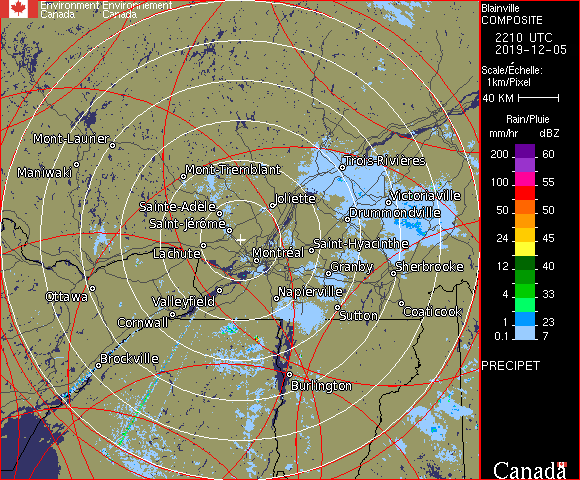 Environment Environnement
Canada Canada
Blainville
COMPOSITE
2210 UTC
2019-12-05
Scale/Échelle:
1km/Pixel
40 KM
Rain/Pluie
mm/hr dBZ
200 60
100 55
50 50
24 45
12 40
4 33
1 23
0.1 7
PRECIPET
Mont-Laurier
Maniwaki
Mont-Tremblant
Trois-Rivières
Sainte-Adele
Joliette
Victoriaville
Drummondville
Saint-Jérôme
Lachute
Montréal
Saint-Hyacinthe
Granby
Sherbrooke
Ottawa
Valleyfield
Napierville
Cornwall
Sutton
Coaticook
Brockville
Burlington
Canada